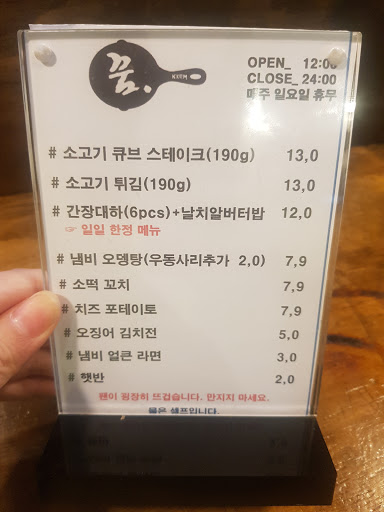 꿈.
KKUM
OPEN_ 12:00
CLOSE_ 24:00
매주 일요일 휴무
# 소고기 큐브 스테이크(190g) 13,0
# 소고기 튀김(190g) 13,0
# 간장대하(6pcs)+날치알버터밥 12,0
☞ 일일 한정 메뉴
# 냄비 오뎅탕(우동사리추가 2,0) 7,9
# 소떡 꼬치 7,9
# 치즈 포테이토 7,9
# 오징어 김치전 5,0
# 냄비 얼큰 라면 3,0
# 햇반 2,0
팬이 굉장히 뜨겁습니다. 만지지 마세요.
물은 셀프입니다.